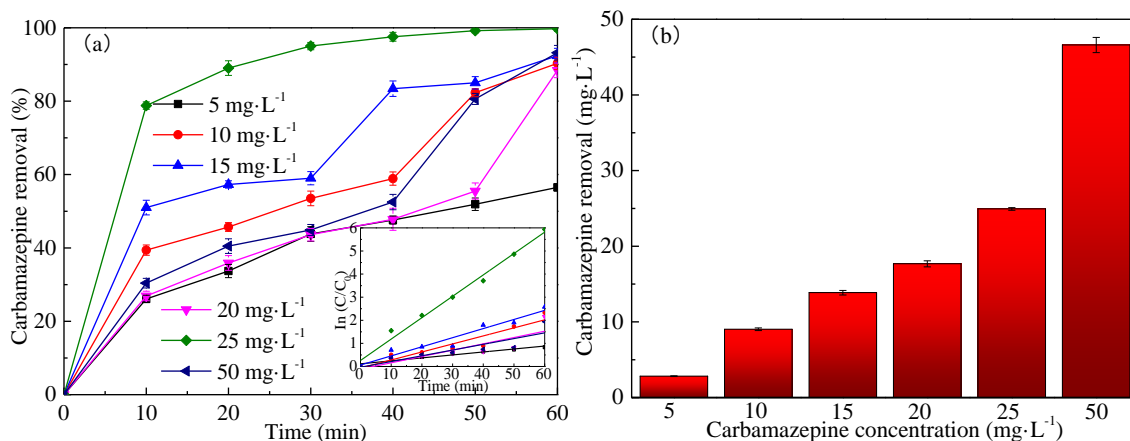 (a)
Carbamazepine removal (%)
100
80
60
40
20
0
5 mg·L⁻¹
10 mg·L⁻¹
15 mg·L⁻¹
20 mg·L⁻¹
25 mg·L⁻¹
50 mg·L⁻¹
0 10 20 30 40 50 60
Time (min)
In (C/C₀)
6
5
4
3
2
1
0
0 10 20 30 40 50 60
Time (min)
(b)
Carbamazepine removal (mg·L⁻¹)
50
40
30
20
10
0
5 10 15 20 25 50
Carbamazepine concentration (mg·L⁻¹)